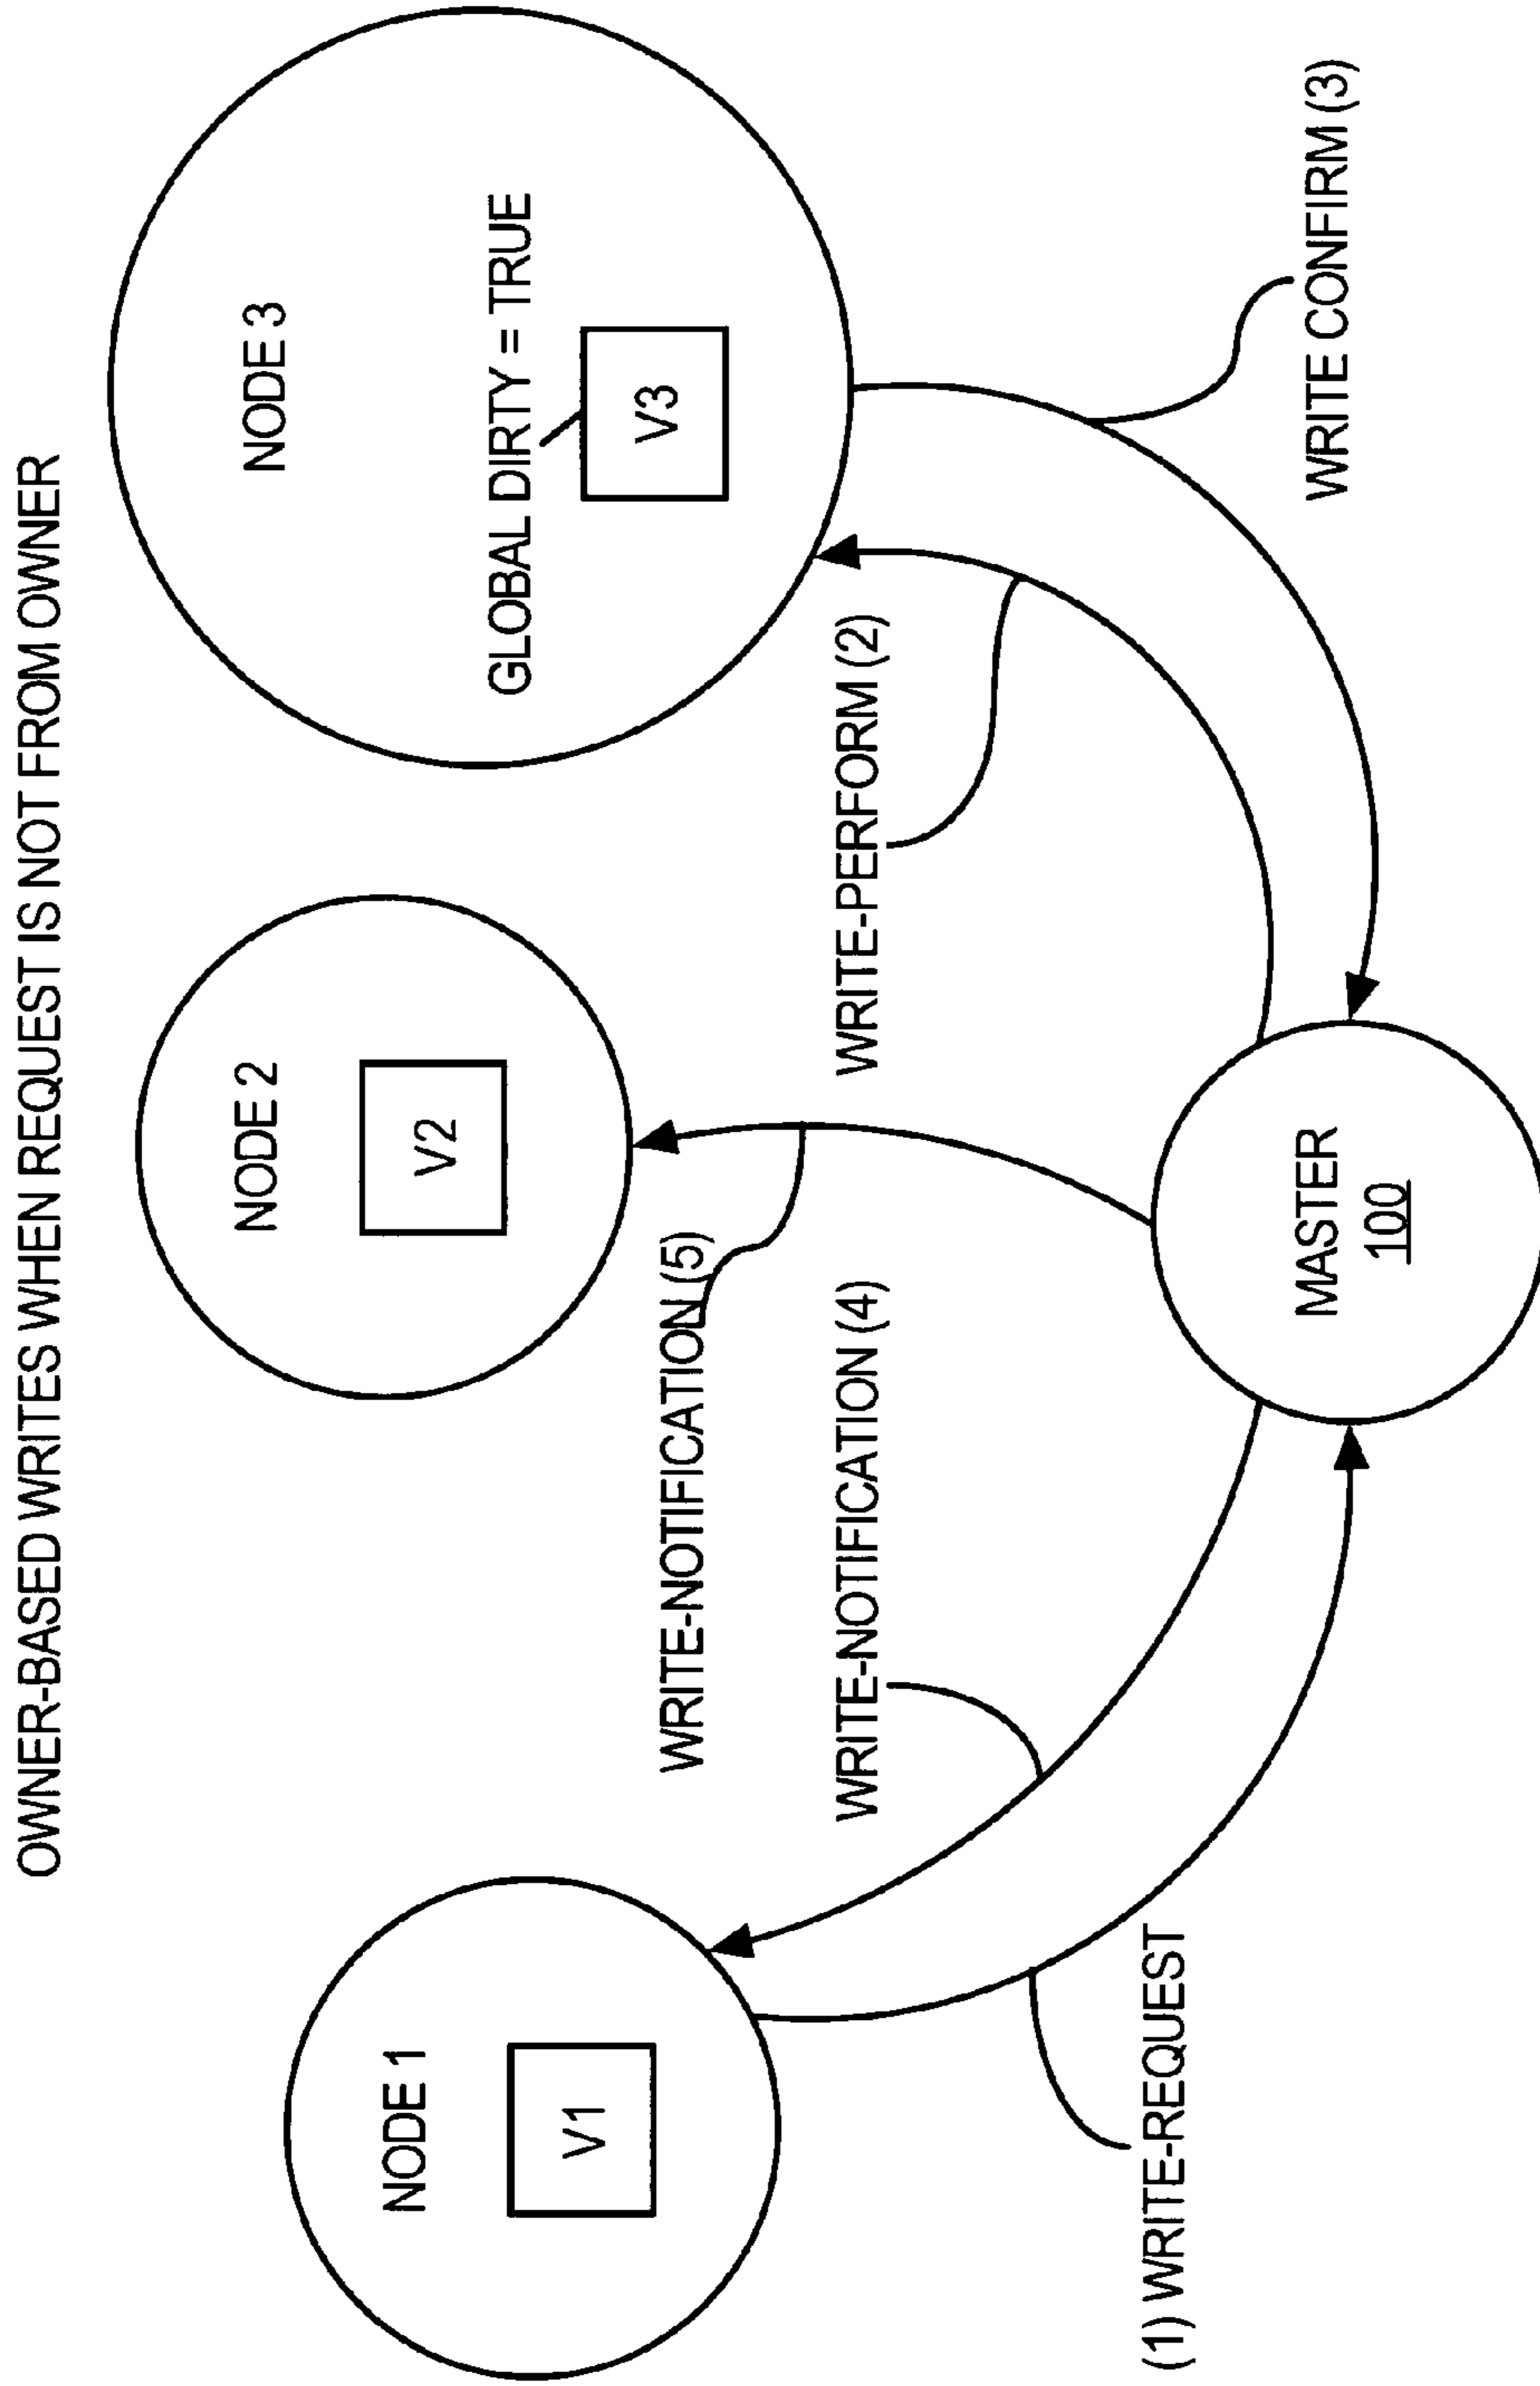 OWNER-BASED WRITES WHEN REQUEST IS NOT FROM OWNER
NODE 1
V1
NODE 2
V2
NODE 3
GLOBAL DIRTY = TRUE
V3
WRITE-NOTIFICATION (5)
WRITE-NOTIFICATION (4)
WRITE-PERFORM (2)
(1) WRITE-REQUEST
MASTER
100
WRITE CONFIRM (3)